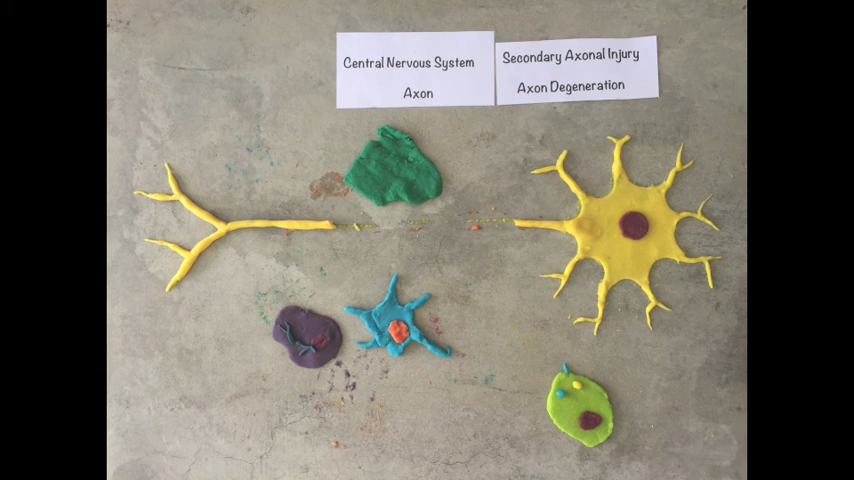 Central Nervous System
Axon
Secondary Axonal Injury
Axon Degeneration